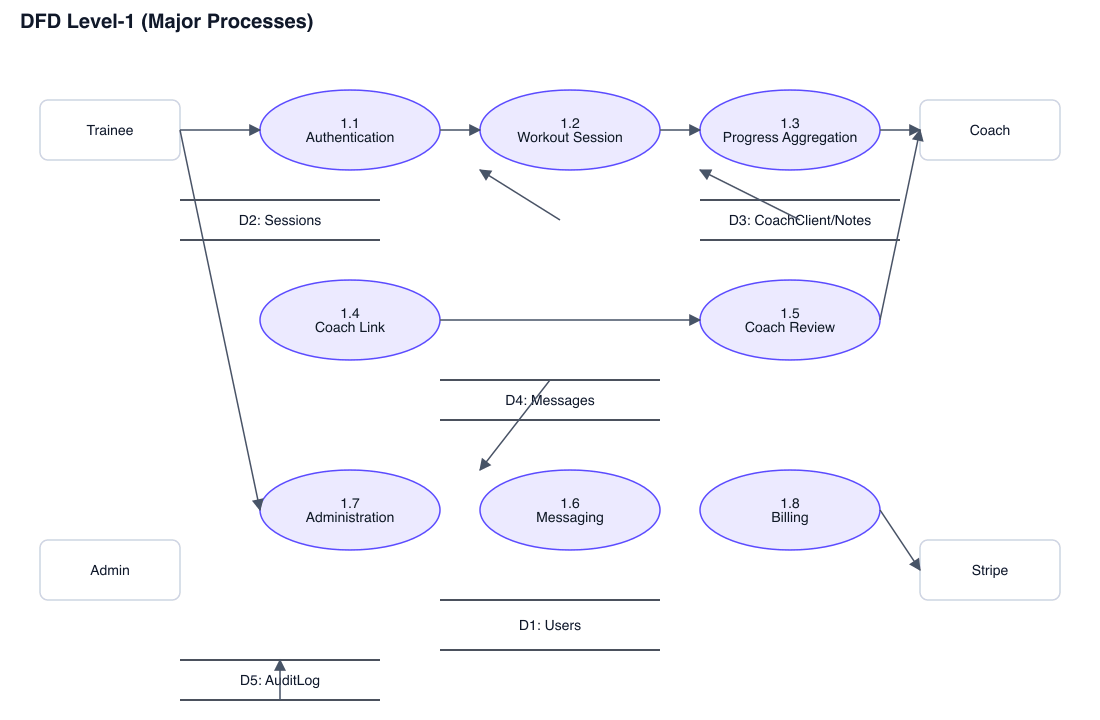 DFD Level-1 (Major Processes)
Trainee
1.1
Authentication
1.2
Workout Session
1.3
Progress Aggregation
Coach
D2: Sessions
D3: CoachClient/Notes
1.4
Coach Link
1.5
Coach Review
D4: Messages
1.7
Administration
1.6
Messaging
1.8
Billing
Admin
Stripe
D1: Users
D5: AuditLog